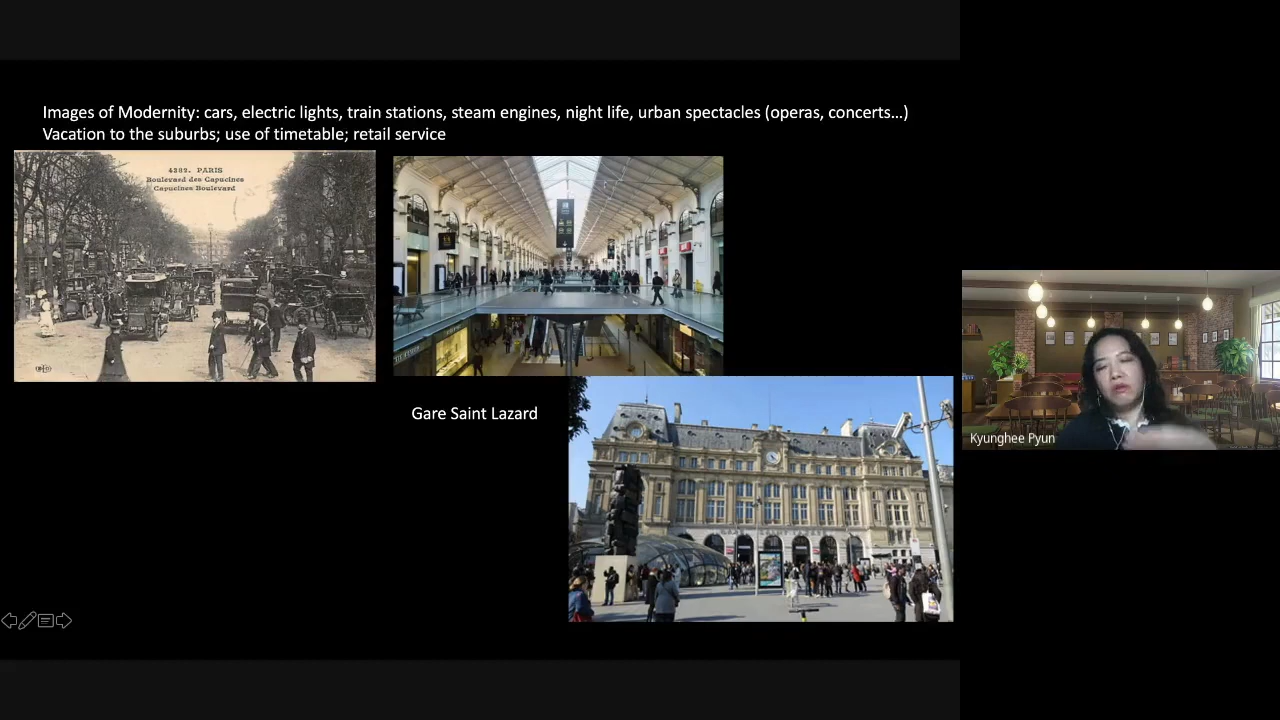 Images of Modernity: cars, electric lights, train stations, steam engines, night life, urban spectacles (operas, concerts...)
Vacation to the suburbs; use of timetable; retail service
4382. PARIS
Boulevard des Capucines
Capucines Boulevard
Gare Saint Lazard
Kyunghee Pyun